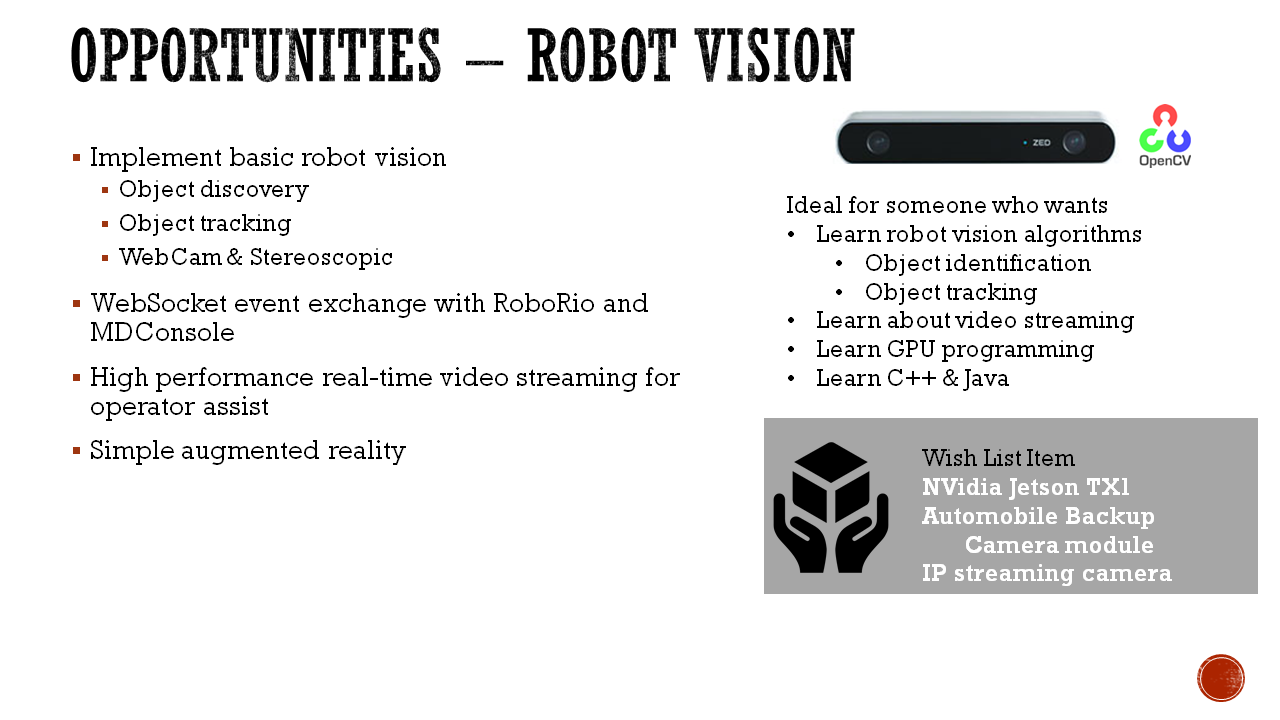 OPPORTUNITIES – ROBOT VISION
Implement basic robot vision
Object discovery
Object tracking
WebCam & Stereoscopic
WebSocket event exchange with RoboRio and
MDConsole
High performance real-time video streaming for
operator assist
Simple augmented reality
ZED
OpenCV
Ideal for someone who wants
Learn robot vision algorithms
Object identification
Object tracking
Learn about video streaming
Learn GPU programming
Learn C++ & Java
Wish List Item
NVidia Jetson TX1
Automobile Backup
Camera module
IP streaming camera